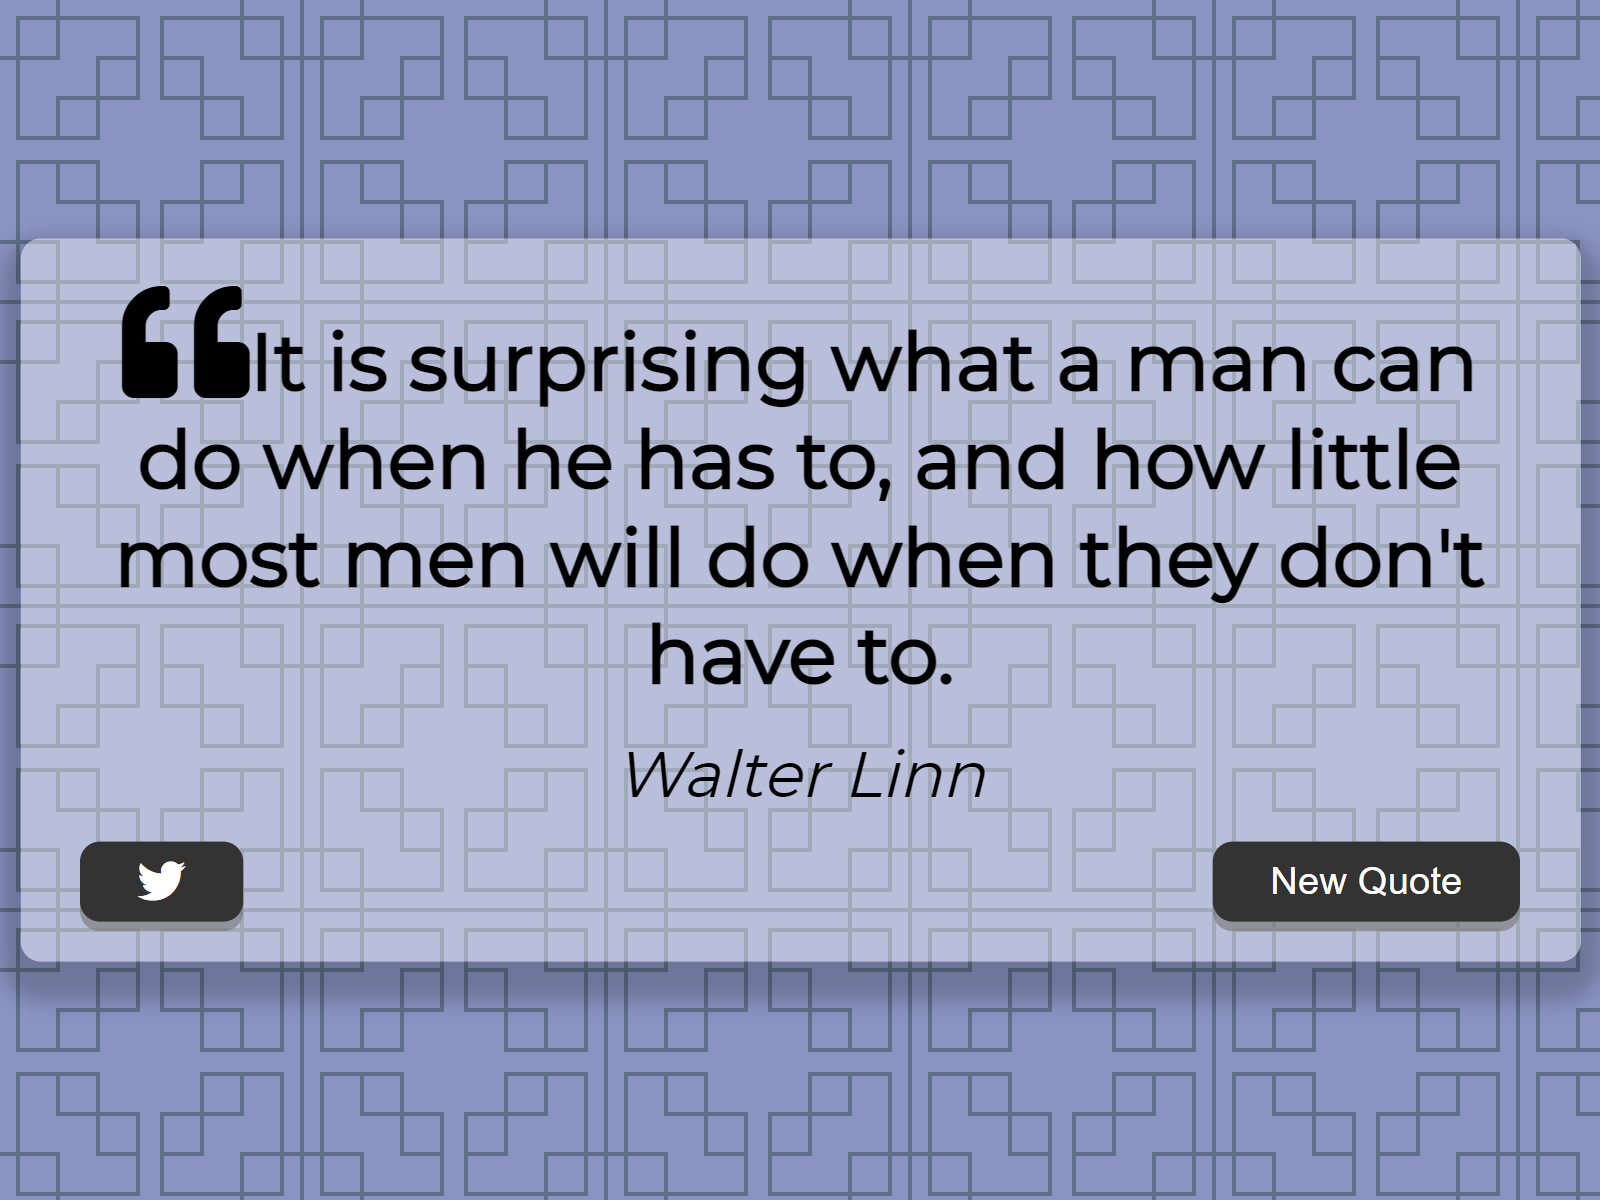 ❝It is surprising what a man can
do when he has to, and how little
most men will do when they don't
have to.
Walter Linn
New Quote